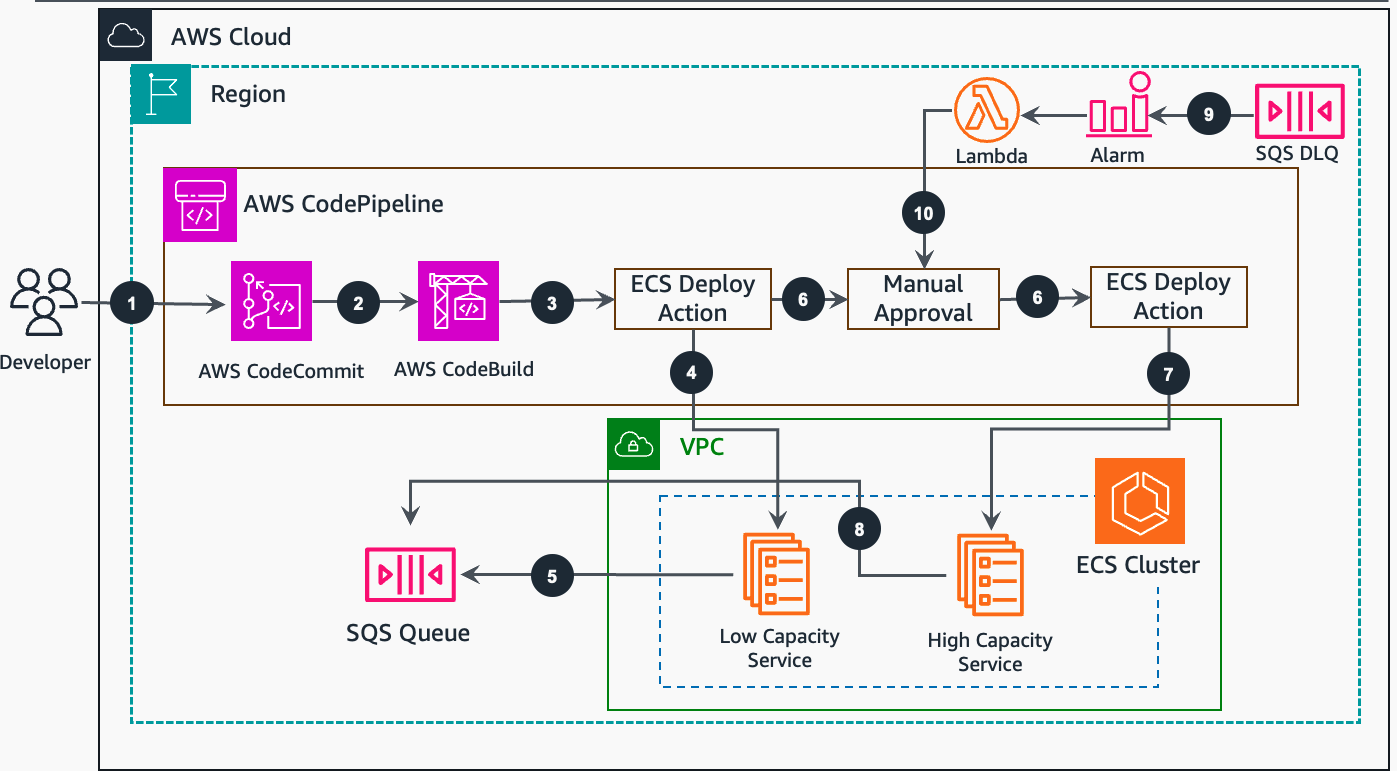 AWS Cloud
Region
Lambda
Alarm
9
SQS DLQ
10
AWS CodePipeline
Developer
1
2
3
AWS CodeCommit
AWS CodeBuild
ECS Deploy
Action
6
Manual
Approval
6
ECS Deploy
Action
4
7
VPC
8
ECS Cluster
5
SQS Queue
Low Capacity
Service
High Capacity
Service